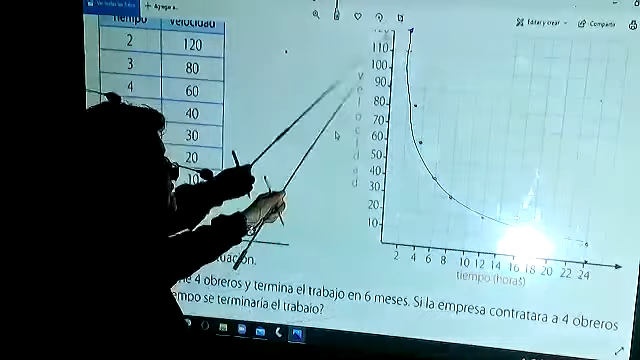 Ver todas las fotos + Agregar a
Editar y crear Compartir
Tiempo Velocidad
2 120
3 80
4 60
40
30
20
10
110
100
90
80
70
60
50
40
30
20
10
Velocidad
2 4 6 8 10 12 14 16 18 20 22 24
tiempo (horas)
4 obreros y termina el trabajo en 6 meses. Si la empresa contratara a 4 obreros
se terminaría el trabajo?